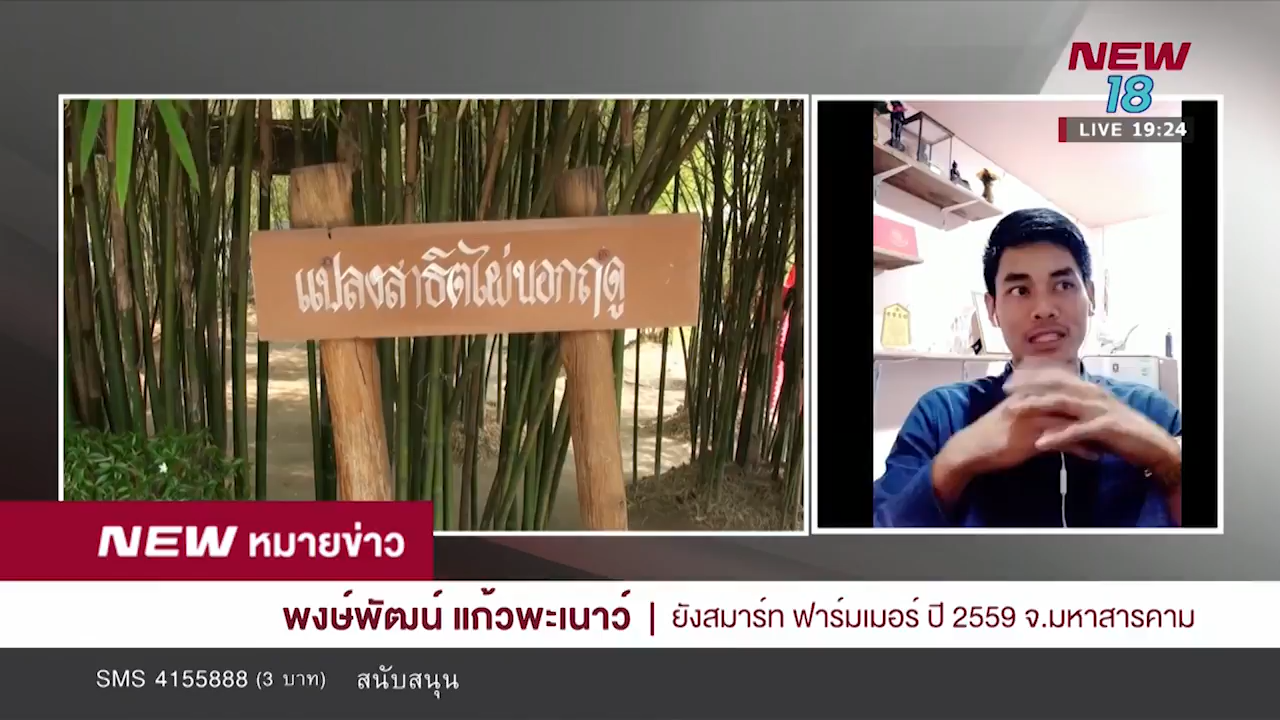 NEW
18
LIVE 19:24
แปลงสาธิตไผ่นอกฤดู
NEW หมายข่าว
พงษ์พัฒน์ แก้วพะเนาว์ | ยังสมาร์ท ฟาร์มเมอร์ ปี 2559 จ.มหาสารคาม
SMS 4155888 (3 บาท) สนับสนุน